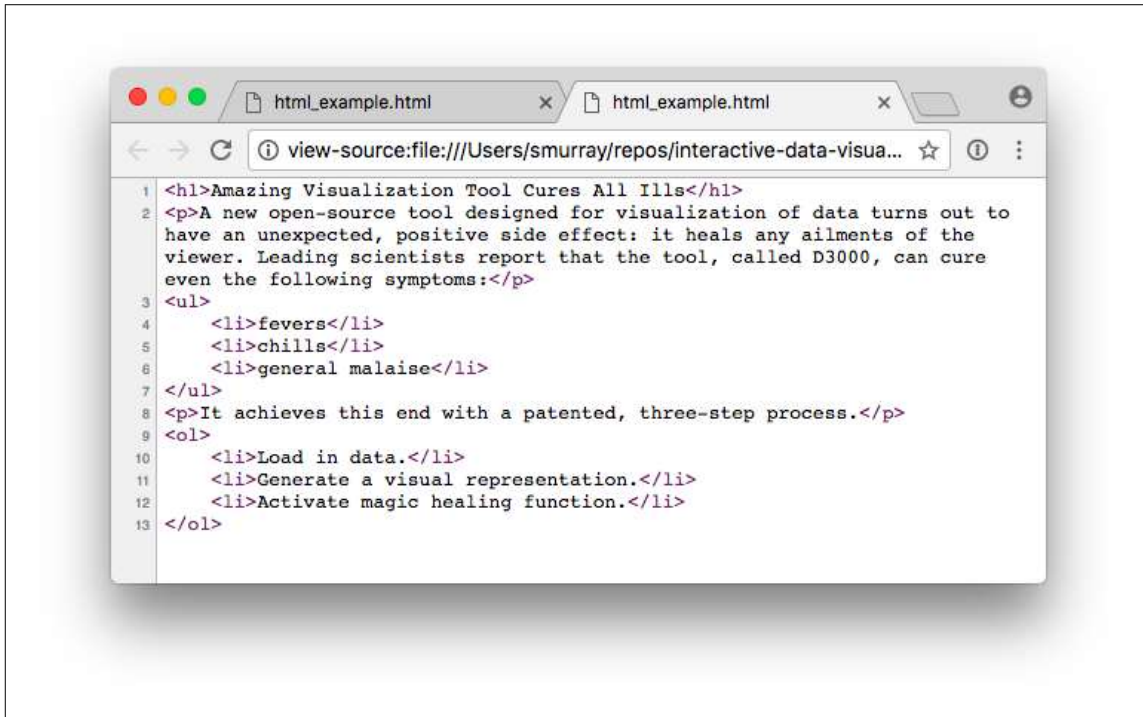 html_example.html
html_example.html
view-source:file:///Users/smurray/repos/interactive-data-visua...
1 <h1>Amazing Visualization Tool Cures All Ills</h1>
2 <p>A new open-source tool designed for visualization of data turns out to
have an unexpected, positive side effect: it heals any ailments of the
viewer. Leading scientists report that the tool, called D3000, can cure
even the following symptoms:</p>
3 <ul>
4     <li>fevers</li>
5     <li>chills</li>
6     <li>general malaise</li>
7 </ul>
8 <p>It achieves this end with a patented, three-step process.</p>
9 <ol>
10     <li>Load in data.</li>
11     <li>Generate a visual representation.</li>
12     <li>Activate magic healing function.</li>
13 </ol>